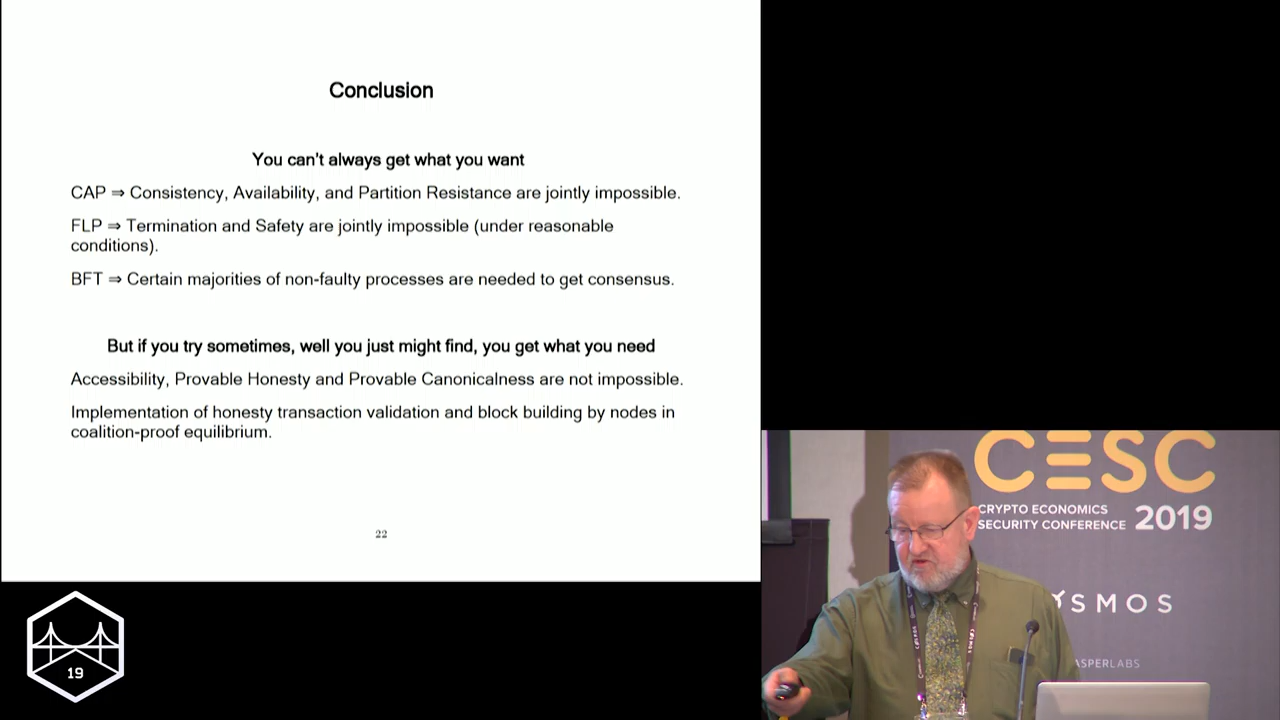 Conclusion
You can't always get what you want
CAP ⇒ Consistency, Availability, and Partition Resistance are jointly impossible.
FLP ⇒ Termination and Safety are jointly impossible (under reasonable
conditions).
BFT ⇒ Certain majorities of non-faulty processes are needed to get consensus.
But if you try sometimes, well you just might find, you get what you need
Accessibility, Provable Honesty and Provable Canonicalness are not impossible.
Implementation of honesty transaction validation and block building by nodes in
coalition-proof equilibrium.
22
19
CESC
CRYPTO ECONOMICS
SECURITY CONFERENCE 2019
OSMOS
ASPERLABS